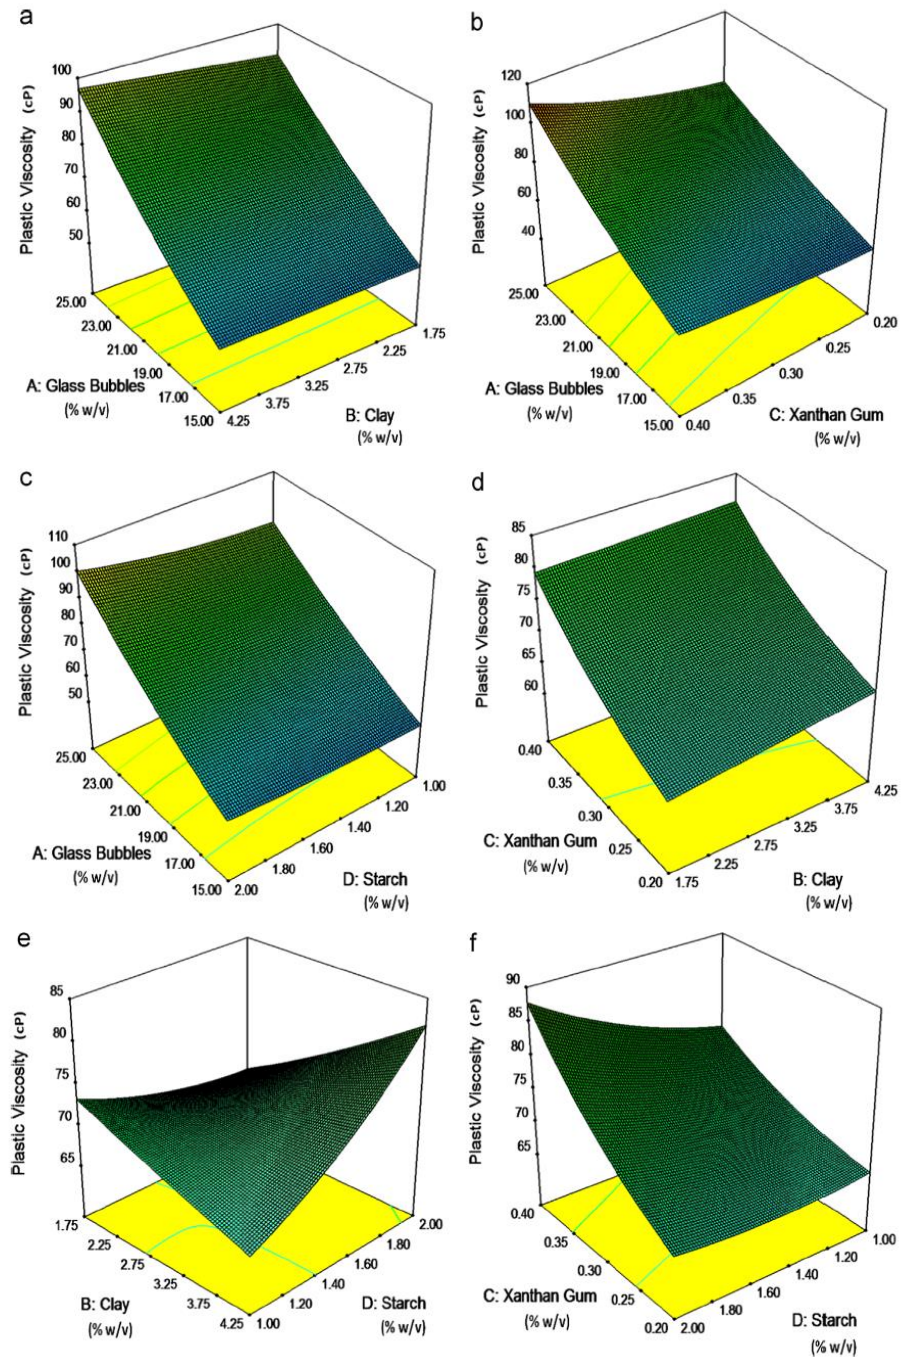 a
Plastic Viscosity (cP)
100
90
80
70
60
50
25.00
23.00
21.00
19.00
17.00
15.00
A: Glass Bubbles
(% w/v)
4.25
3.75
3.25
2.75
2.25
1.75
B: Clay
(% w/v)
b
Plastic Viscosity (cP)
120
100
80
60
40
25.00
23.00
21.00
19.00
17.00
15.00
A: Glass Bubbles
(% w/v)
0.40
0.35
0.30
0.25
0.20
C: Xanthan Gum
(% w/v)
c
Plastic Viscosity (cP)
110
100
90
80
70
60
50
25.00
23.00
21.00
19.00
17.00
15.00
A: Glass Bubbles
(% w/v)
2.00
1.80
1.60
1.40
1.20
1.00
D: Starch
(% w/v)
d
Plastic Viscosity (cP)
85
80
75
70
65
60
0.40
0.35
0.30
0.25
0.20
C: Xanthan Gum
(% w/v)
1.75
2.25
2.75
3.25
3.75
4.25
B: Clay
(% w/v)
e
Plastic Viscosity (cP)
85
80
75
70
65
1.75
2.25
2.75
3.25
3.75
4.25
B: Clay
(% w/v)
1.00
1.20
1.40
1.60
1.80
2.00
D: Starch
(% w/v)
f
Plastic Viscosity (cP)
90
85
80
75
70
65
0.40
0.35
0.30
0.25
0.20
C: Xanthan Gum
(% w/v)
2.00
1.80
1.60
1.40
1.20
1.00
D: Starch
(% w/v)